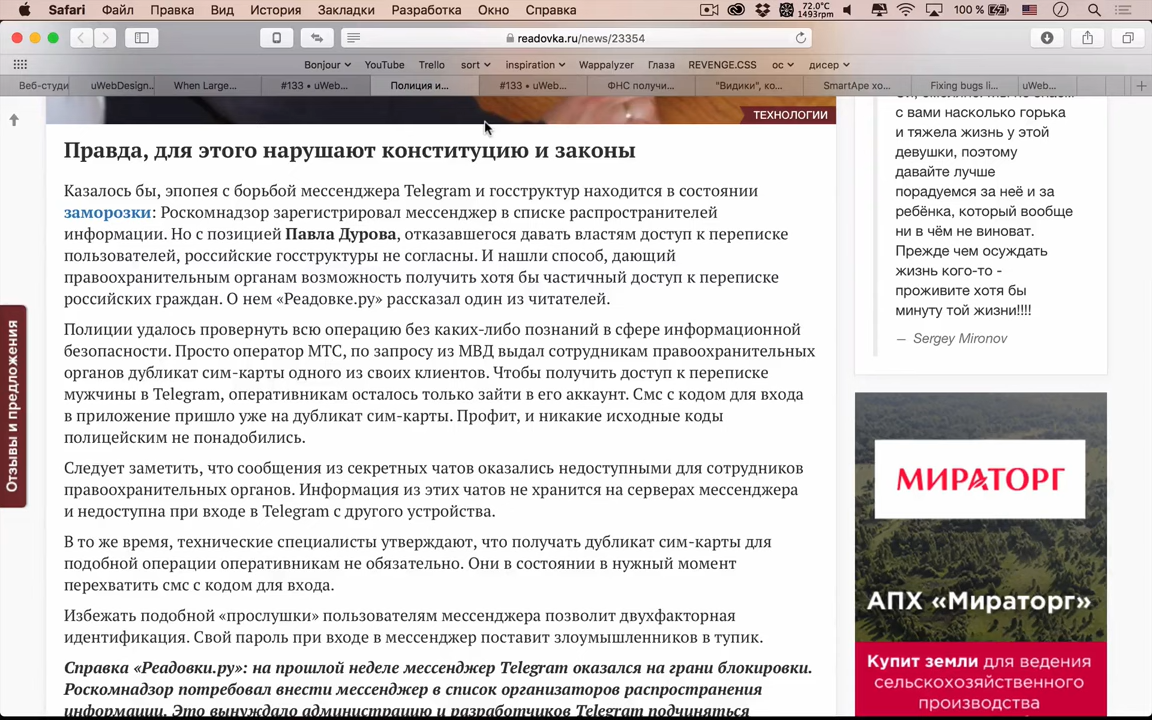 Safari Файл Правка Вид История Закладки Разработка Окно Справка
72.0°C
1493rpm
100 %
readovka.ru/news/23354
Bonjour YouTube Trello sort inspiration Wappalyzer Глаза REVENGE.CSS ос дисер
Веб-студи uWebDesign... When Large... #133 • uWeb... Полиция и... #133 • uWeb... ФНС получи... "Видики", ко... SmartApe хо... Fixing bugs li... uWeb...
ТЕХНОЛОГИИ
Правда, для этого нарушают конституцию и законы
Казалось бы, эпопея с борьбой мессенджера Telegram и госструктур находится в состоянии
заморозки: Роскомнадзор зарегистрировал мессенджер в списке распространителей
информации. Но с позицией Павла Дурова, отказавшегося давать властям доступ к переписке
пользователей, российские госструктуры не согласны. И нашли способ, дающий
правоохранительным органам возможность получить хотя бы частичный доступ к переписке
российских граждан. О нем «Реадовке.ру» рассказал один из читателей.
Полиции удалось провернуть всю операцию без каких-либо познаний в сфере информационной
безопасности. Просто оператор МТС, по запросу из МВД выдал сотрудникам правоохранительных
органов дубликат сим-карты одного из своих клиентов. Чтобы получить доступ к переписке
мужчины в Telegram, оперативникам осталось только зайти в его аккаунт. Смс с кодом для входа
в приложение пришло уже на дубликат сим-карты. Профит, и никакие исходные коды
полицейским не понадобились.
Следует заметить, что сообщения из секретных чатов оказались недоступными для сотрудников
правоохранительных органов. Информация из этих чатов не хранится на серверах мессенджера
и недоступна при входе в Telegram с другого устройства.
В то же время, технические специалисты утверждают, что получать дубликат сим-карты для
подобной операции оперативникам не обязательно. Они в состоянии в нужный момент
перехватить смс с кодом для входа.
Избежать подобной «прослушки» пользователям мессенджера позволит двухфакторная
идентификация. Свой пароль при входе в мессенджер поставит злоумышленников в тупик.
Справка «Реадовки.ру»: на прошлой неделе мессенджер Telegram оказался на грани блокировки.
Роскомнадзор потребовал внести мессенджер в список организаторов распространения
информации. Это вынуждало администрацию и разработчиков Telegram подчиняться
Отзывы и предложения
с вами насколько горька
и тяжела жизнь у этой
девушки, поэтому
давайте лучше
порадуемся за неё и за
ребёнка, который вообще
ни в чём не виноват.
Прежде чем осуждать
жизнь кого-то -
проживите хотя бы
минуту той жизни!!!!
— Sergey Mironov
МИРАТОРГ
АПХ «Мираторг»
Купит земли для ведения
сельскохозяйственного
производства